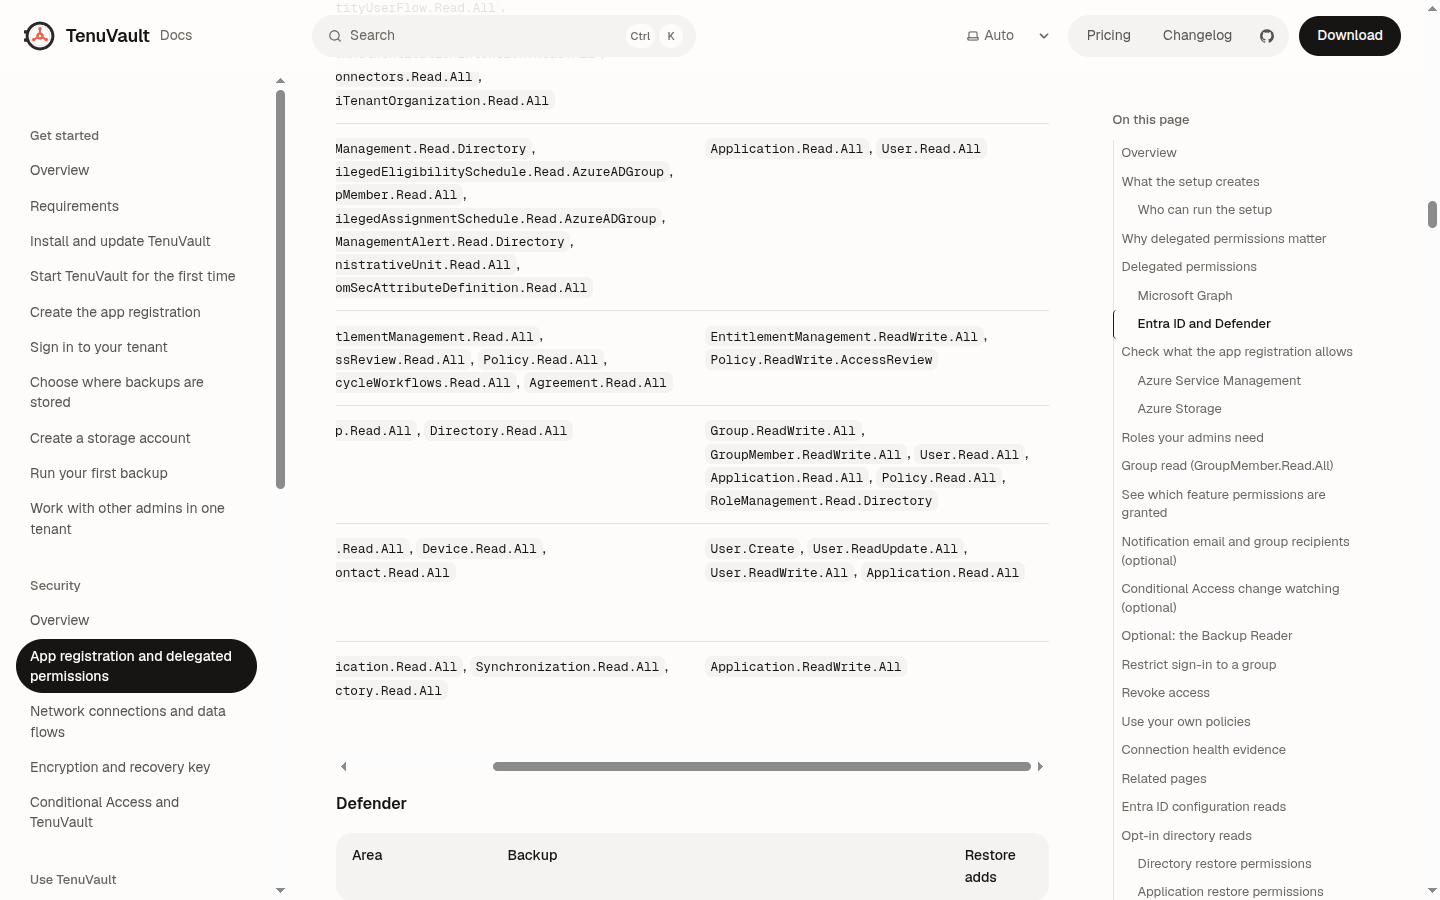 TenuVault Docs
Search
Ctrl K
Auto
Pricing
Changelog
Download
Get started
Overview
Requirements
Install and update TenuVault
Start TenuVault for the first time
Create the app registration
Sign in to your tenant
Choose where backups are
stored
Create a storage account
Run your first backup
Work with other admins in one
tenant
Security
Overview
App registration and delegated
permissions
Network connections and data
flows
Encryption and recovery key
Conditional Access and
TenuVault
Use TenuVault
tityUserFlow.Read.All,
onnectors.Read.All,
iTenantOrganization.Read.All
Management.Read.Directory,
ilegedEligibilitySchedule.Read.AzureADGroup,
pMember.Read.All,
ilegedAssignmentSchedule.Read.AzureADGroup,
ManagementAlert.Read.Directory,
nistrativeUnit.Read.All,
omSecAttributeDefinition.Read.All
Application.Read.All, User.Read.All
tlementManagement.Read.All,
ssReview.Read.All, Policy.Read.All,
cycleWorkflows.Read.All, Agreement.Read.All
EntitlementManagement.ReadWrite.All,
Policy.ReadWrite.AccessReview
p.Read.All, Directory.Read.All
Group.ReadWrite.All,
GroupMember.ReadWrite.All, User.Read.All,
Application.Read.All, Policy.Read.All,
RoleManagement.Read.Directory
.Read.All, Device.Read.All,
ontact.Read.All
User.Create, User.ReadUpdate.All,
User.ReadWrite.All, Application.Read.All
ication.Read.All, Synchronization.Read.All,
ctory.Read.All
Application.ReadWrite.All
Defender
Area
Backup
Restore
adds
On this page
Overview
What the setup creates
Who can run the setup
Why delegated permissions matter
Delegated permissions
Microsoft Graph
Entra ID and Defender
Check what the app registration allows
Azure Service Management
Azure Storage
Roles your admins need
Group read (GroupMember.Read.All)
See which feature permissions are
granted
Notification email and group recipients
(optional)
Conditional Access change watching
(optional)
Optional: the Backup Reader
Restrict sign-in to a group
Revoke access
Use your own policies
Connection health evidence
Related pages
Entra ID configuration reads
Opt-in directory reads
Directory restore permissions
Application restore permissions